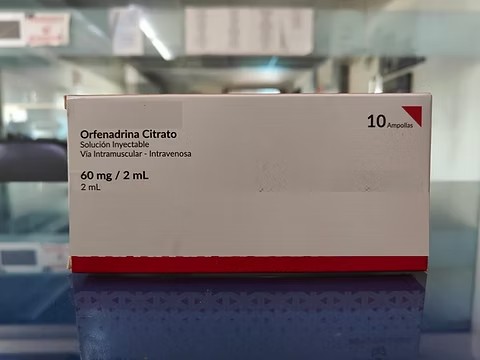 Orfenadrina Citrato
Solución Inyectable
Vía Intramuscular - Intravenosa
60 mg / 2 mL
2 mL
10 Ampollas